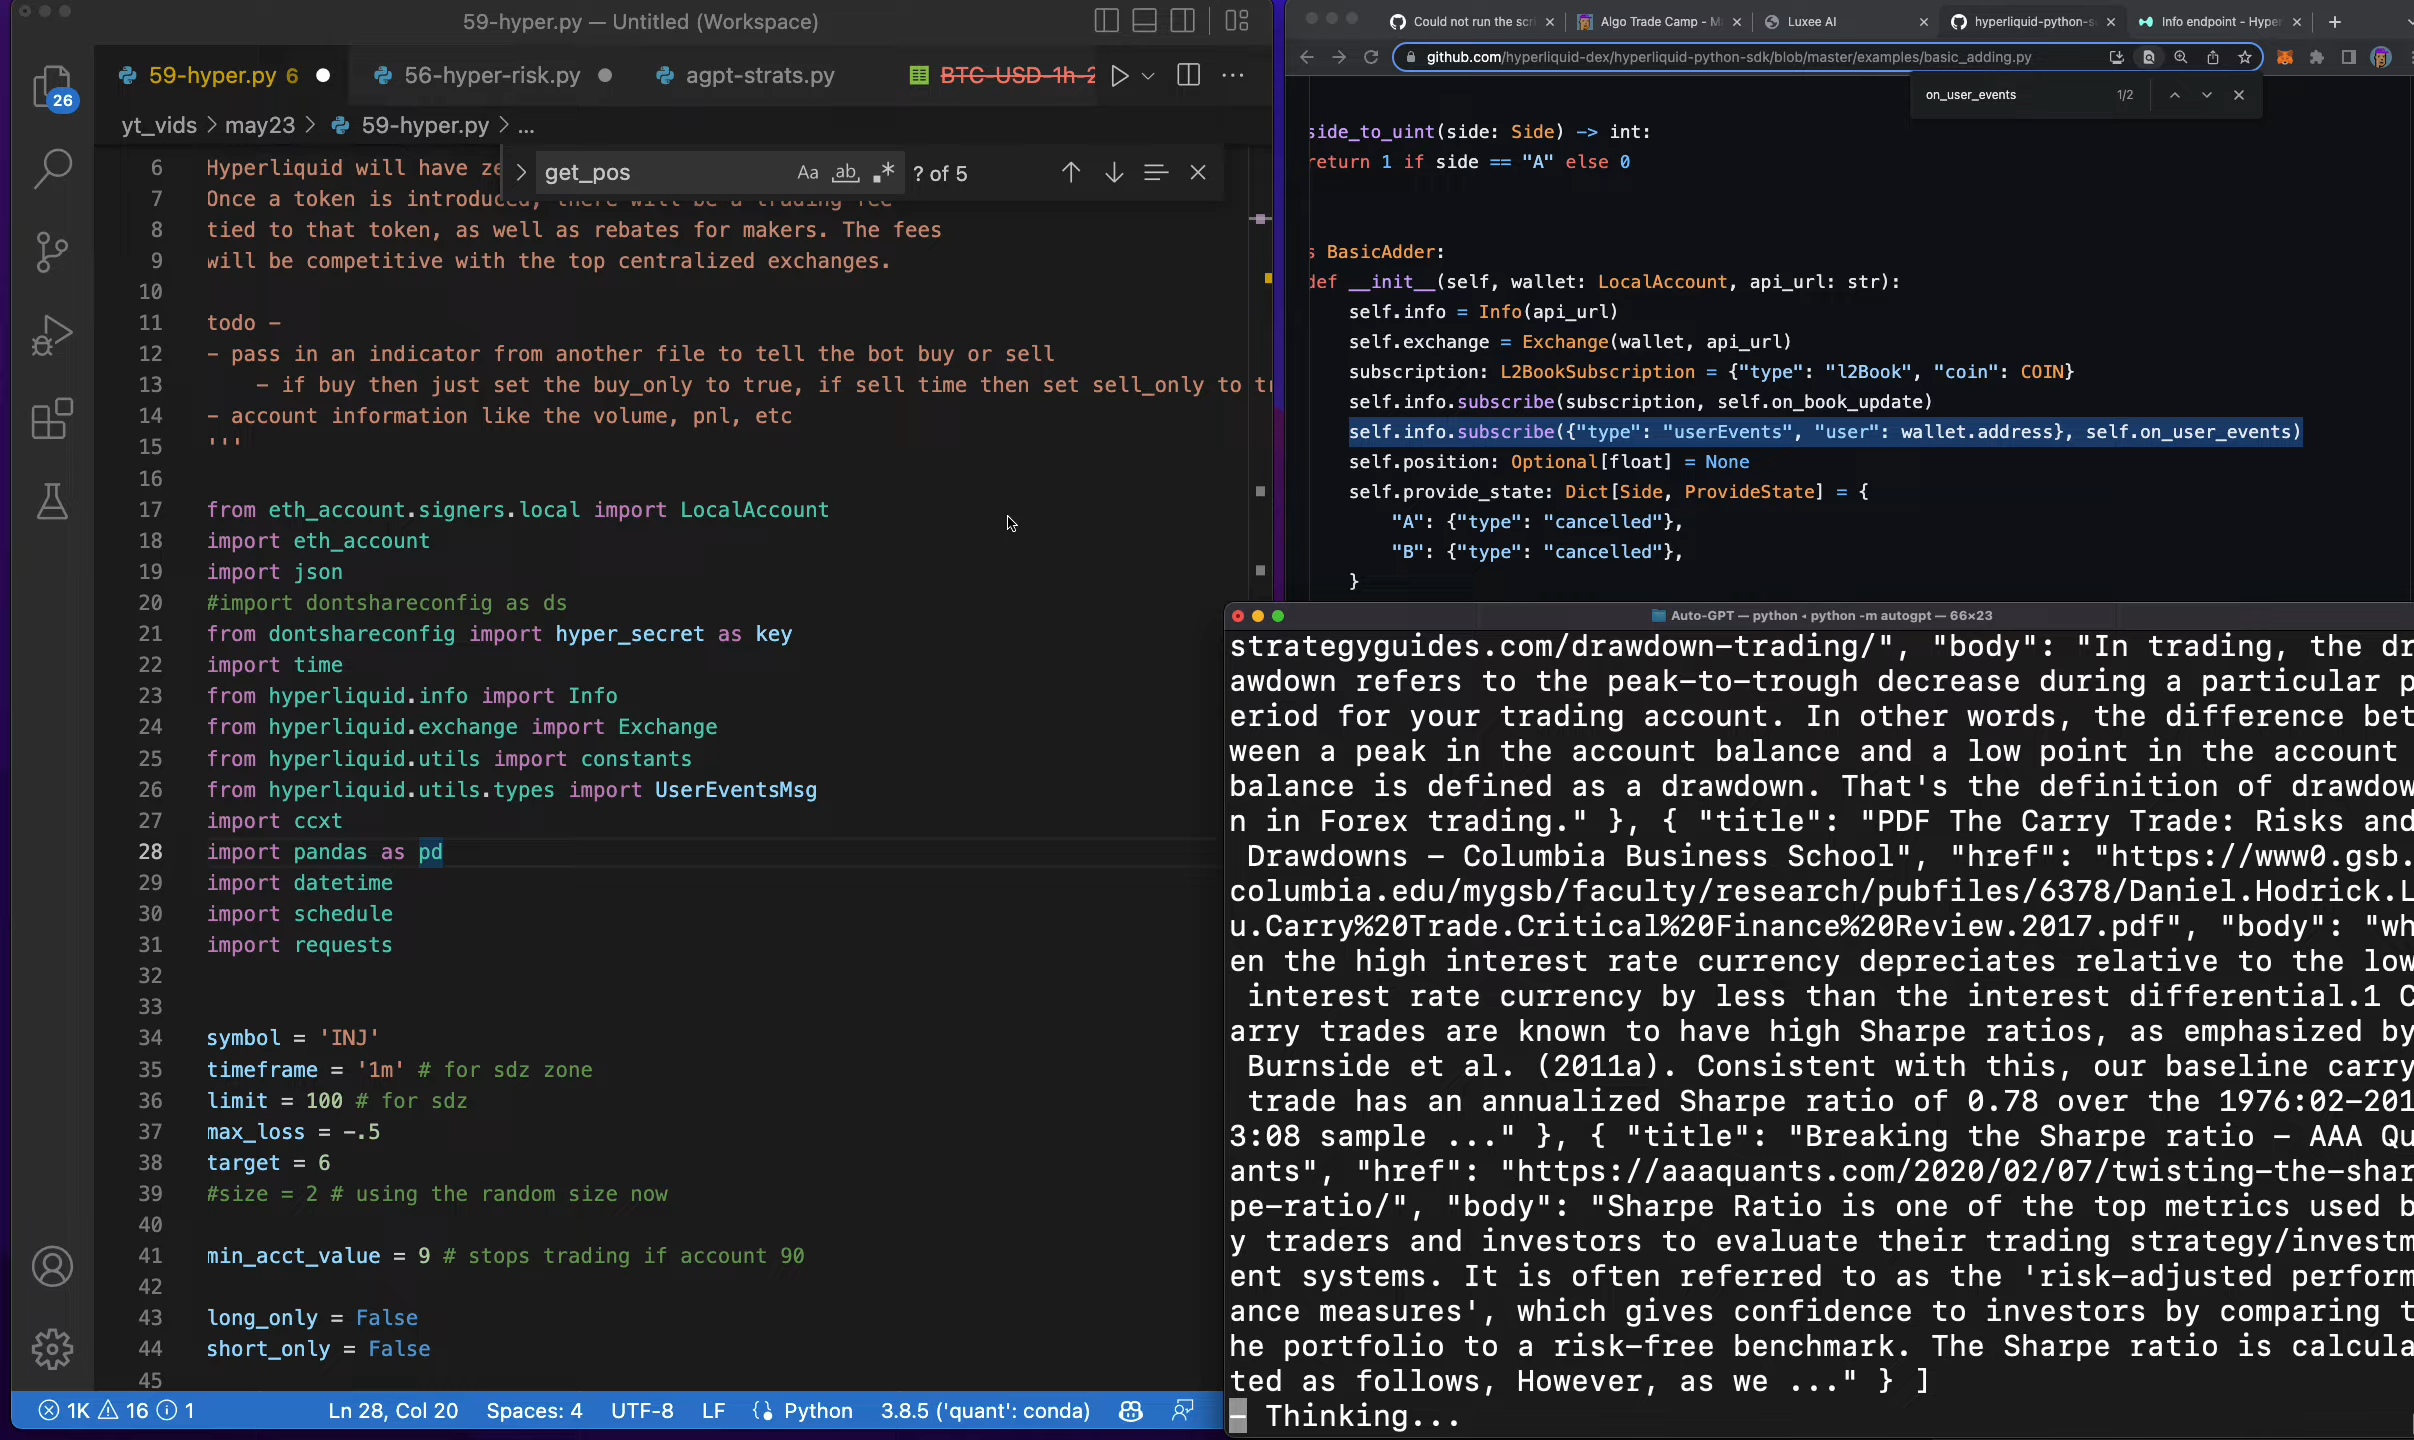 59-hyper.py — Untitled (Workspace)
59-hyper.py 6
56-hyper-risk.py
agpt-strats.py
BTC-USD-1h-2
26
yt_vids > may23 > 59-hyper.py > ...
get_pos
Aa
ab
.*
? of 5
6 Hyperliquid will have ze
7 Once a token is introduced, there will be a trading fee
8 tied to that token, as well as rebates for makers. The fees
9 will be competitive with the top centralized exchanges.
10
11 todo –
12 – pass in an indicator from another file to tell the bot buy or sell
13 – if buy then just set the buy_only to true, if sell time then set sell_only to t
14 – account information like the volume, pnl, etc
15 '''
16
17 from eth_account.signers.local import LocalAccount
18 import eth_account
19 import json
20 #import dontshareconfig as ds
21 from dontshareconfig import hyper_secret as key
22 import time
23 from hyperliquid.info import Info
24 from hyperliquid.exchange import Exchange
25 from hyperliquid.utils import constants
26 from hyperliquid.utils.types import UserEventsMsg
27 import ccxt
28 import pandas as pd
29 import datetime
30 import schedule
31 import requests
32
33
34 symbol = 'INJ'
35 timeframe = '1m' # for sdz zone
36 limit = 100 # for sdz
37 max_loss = -.5
38 target = 6
39 #size = 2 # using the random size now
40
41 min_acct_value = 9 # stops trading if account 90
42
43 long_only = False
44 short_only = False
45
1K 16 1
Ln 28, Col 20 Spaces: 4 UTF-8 LF Python 3.8.5 ('quant': conda)
Could not run the scri
Algo Trade Camp - M
Luxee AI
hyperliquid-python-s
Info endpoint - Hyper
github.com/hyperliquid-dex/hyperliquid-python-sdk/blob/master/examples/basic_adding.py
on_user_events 1/2
side_to_uint(side: Side) -> int:
return 1 if side == "A" else 0
s BasicAdder:
def __init__(self, wallet: LocalAccount, api_url: str):
self.info = Info(api_url)
self.exchange = Exchange(wallet, api_url)
subscription: L2BookSubscription = {"type": "l2Book", "coin": COIN}
self.info.subscribe(subscription, self.on_book_update)
self.info.subscribe({"type": "userEvents", "user": wallet.address}, self.on_user_events)
self.position: Optional[float] = None
self.provide_state: Dict[Side, ProvideState] = {
"A": {"type": "cancelled"},
"B": {"type": "cancelled"},
}
Auto-GPT — python ‹ python -m autogpt — 66×23
strategyguides.com/drawdown-trading/", "body": "In trading, the dr
awdown refers to the peak-to-trough decrease during a particular p
eriod for your trading account. In other words, the difference bet
ween a peak in the account balance and a low point in the account
balance is defined as a drawdown. That's the definition of drawdow
n in Forex trading." }, { "title": "PDF The Carry Trade: Risks and
Drawdowns – Columbia Business School", "href": "https://www0.gsb.
columbia.edu/mygsb/faculty/research/pubfiles/6378/Daniel.Hodrick.L
u.Carry%20Trade.Critical%20Finance%20Review.2017.pdf", "body": "wh
en the high interest rate currency depreciates relative to the low
interest rate currency by less than the interest differential.1 C
arry trades are known to have high Sharpe ratios, as emphasized by
Burnside et al. (2011a). Consistent with this, our baseline carry
trade has an annualized Sharpe ratio of 0.78 over the 1976:02-201
3:08 sample ..." }, { "title": "Breaking the Sharpe ratio – AAA Qu
ants", "href": "https://aaaquants.com/2020/02/07/twisting-the-shar
pe-ratio/", "body": "Sharpe Ratio is one of the top metrics used b
y traders and investors to evaluate their trading strategy/investm
ent systems. It is often referred to as the 'risk-adjusted perform
ance measures', which gives confidence to investors by comparing t
he portfolio to a risk-free benchmark. The Sharpe ratio is calcula
ted as follows, However, as we ..." } ]
– Thinking...